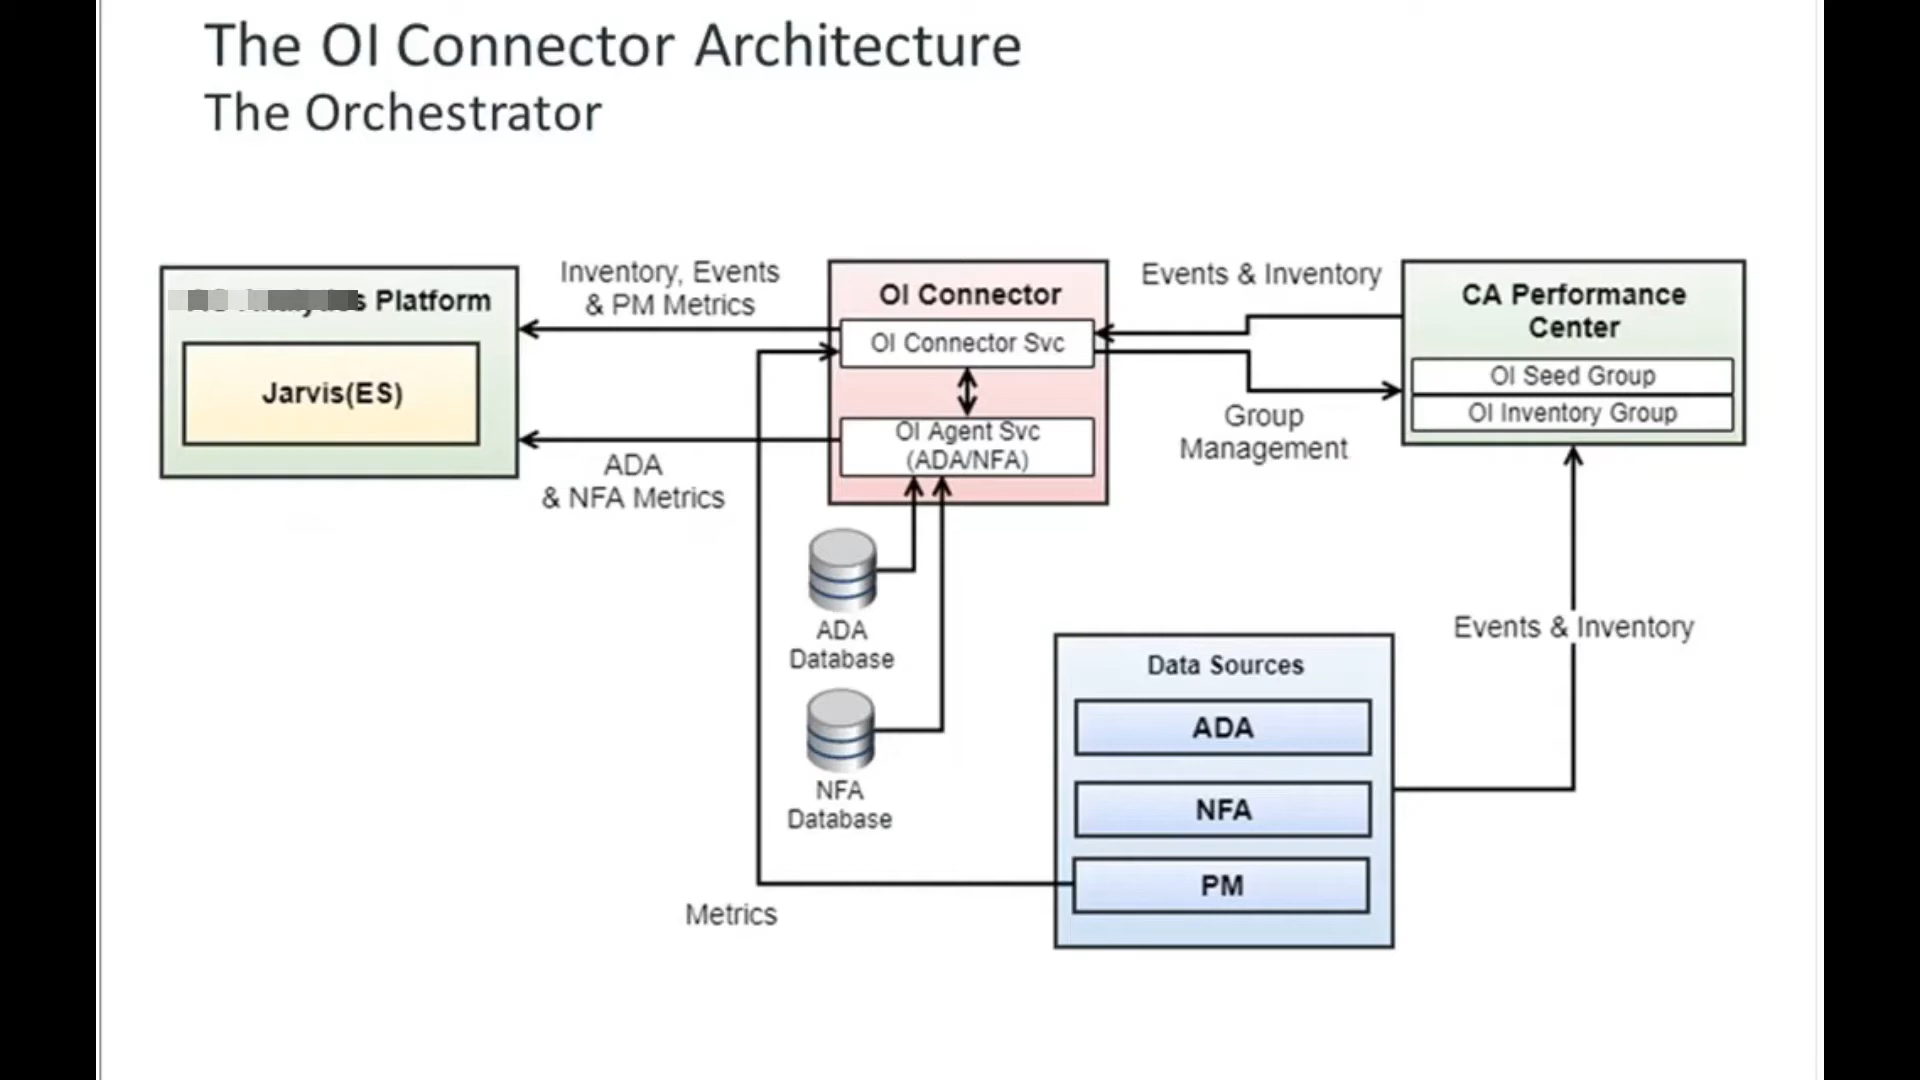 The OI Connector Architecture
The Orchestrator
Platform
Jarvis(ES)
Inventory, Events
& PM Metrics
ADA
& NFA Metrics
OI Connector
OI Connector Svc
OI Agent Svc
(ADA/NFA)
Events & Inventory
Group
Management
CA Performance
Center
OI Seed Group
OI Inventory Group
ADA
Database
NFA
Database
Metrics
Data Sources
ADA
NFA
PM
Events & Inventory